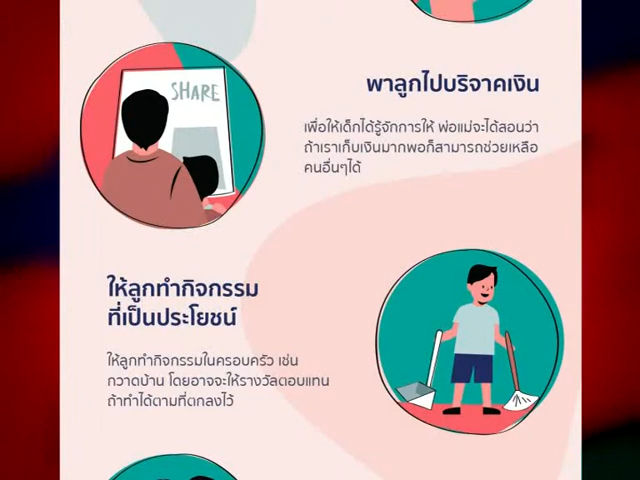 SHARE
พาลูกไปบริจาคเงิน
เพื่อให้เด็กได้รู้จักการให้ พ่อแม่จะได้สอนว่า
ถ้าเราเก็บเงินมากพอก็สามารถช่วยเหลือ
คนอื่นๆได้
ให้ลูกทำกิจกรรม
ที่เป็นประโยชน์
ให้ลูกทำกิจกรรมในครอบครัว เช่น
กวาดบ้าน โดยอาจจะให้รางวัลตอบแทน
ถ้าทำได้ตามที่ตกลงไว้